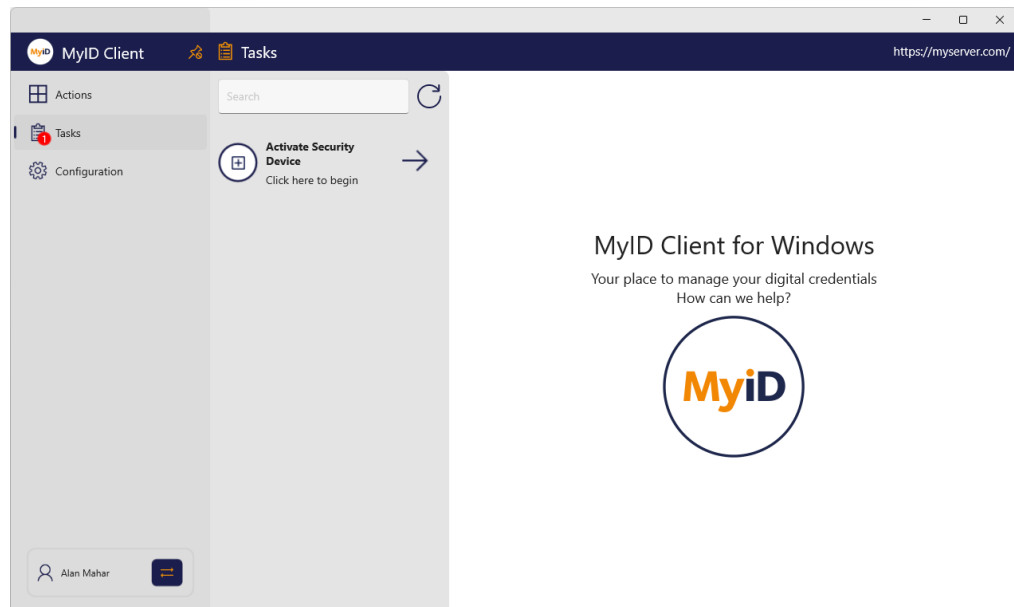 MyID MyID Client Tasks https://myserver.com/
Actions
1 Tasks
Configuration
Search
Activate Security
Device
Click here to begin
MyID Client for Windows
Your place to manage your digital credentials
How can we help?
MyiD
Alan Mahar